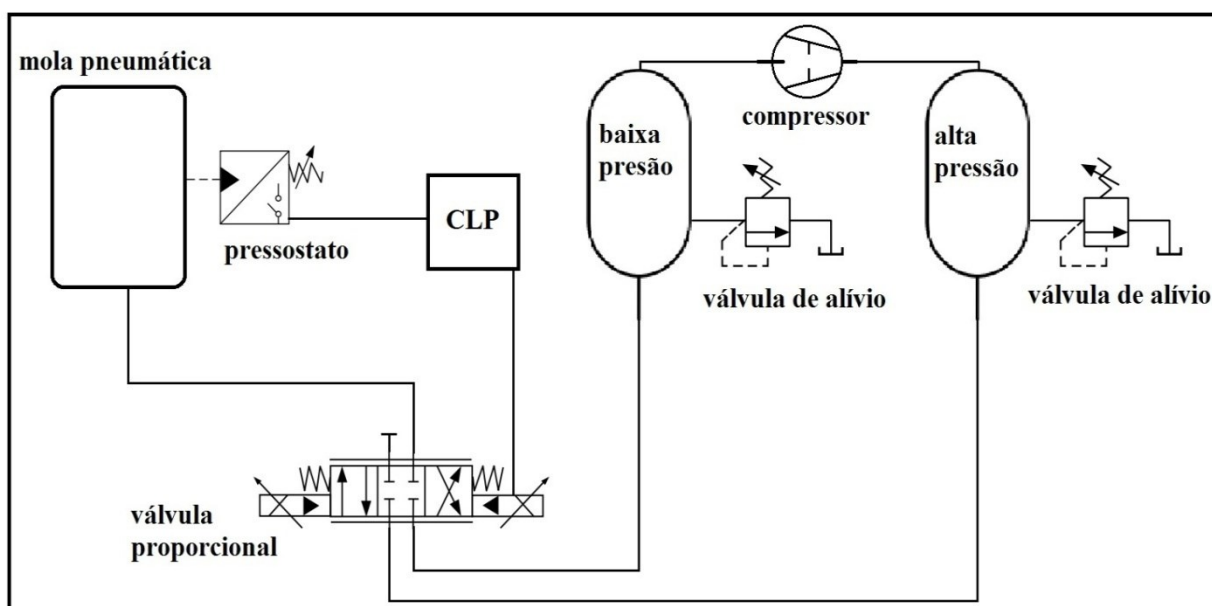 mola pneumática
compressor
baixa
presão
alta
pressão
CLP
pressostato
válvula de alívio
válvula de alívio
válvula
proporcional